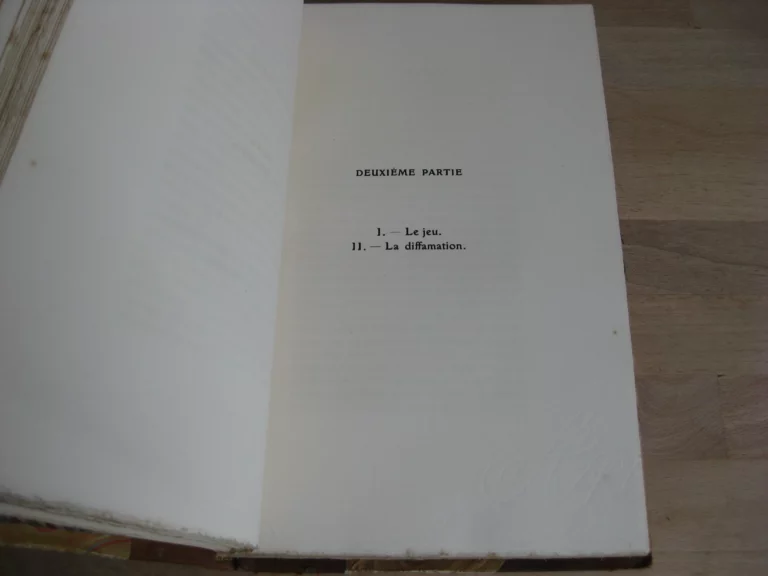 DEUXIÈME PARTIE
I. — Le jeu.
II. — La diffamation.